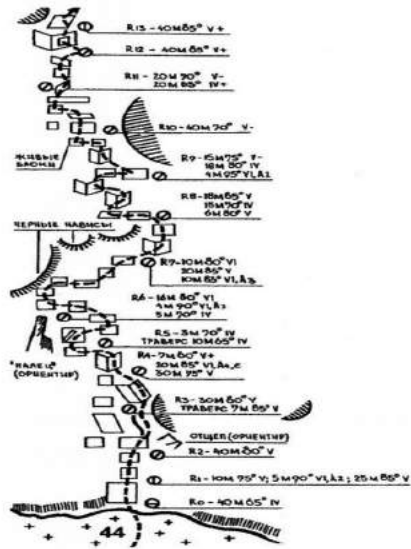 R13 - 40М 85° V+
R12 - 40М 85° V+
R11 - 20М 90° V-
20М 85° IV+
R10 - 40М 70° V-
ЖИВЫЕ
БЛОКИ
R9 - 15М 75° V-
18М 80° IV
4М 95° VI, A2
R8 - 18М 85° V
15М 70° IV
6М 80° V
ЧЕРНЫЕ НАВИСЫ
R7 - 10М 80° VI
20М 85° V
10М 85° VI, A3
R6 - 16М 80° VI
4М 90° VI, A2
5М 70° IV
R5 - 3М 70° IV
ТРАВЕРС 10М 65° IV
"ПАЛЕЦ"
(ОРИЕНТИР)
R4 - 7М 80° V+
20М 85° VI, A4, e
30М 75° V
R3 - 30М 80° V
ТРАВЕРС 7М 85° V
ОТЩЕП (ОРИЕНТИР)
R2 - 40М 80° V
R1 - 10М 75° V; 5М 90° VI, A2; 25М 85° V
R0 - 40М 65° IV
44